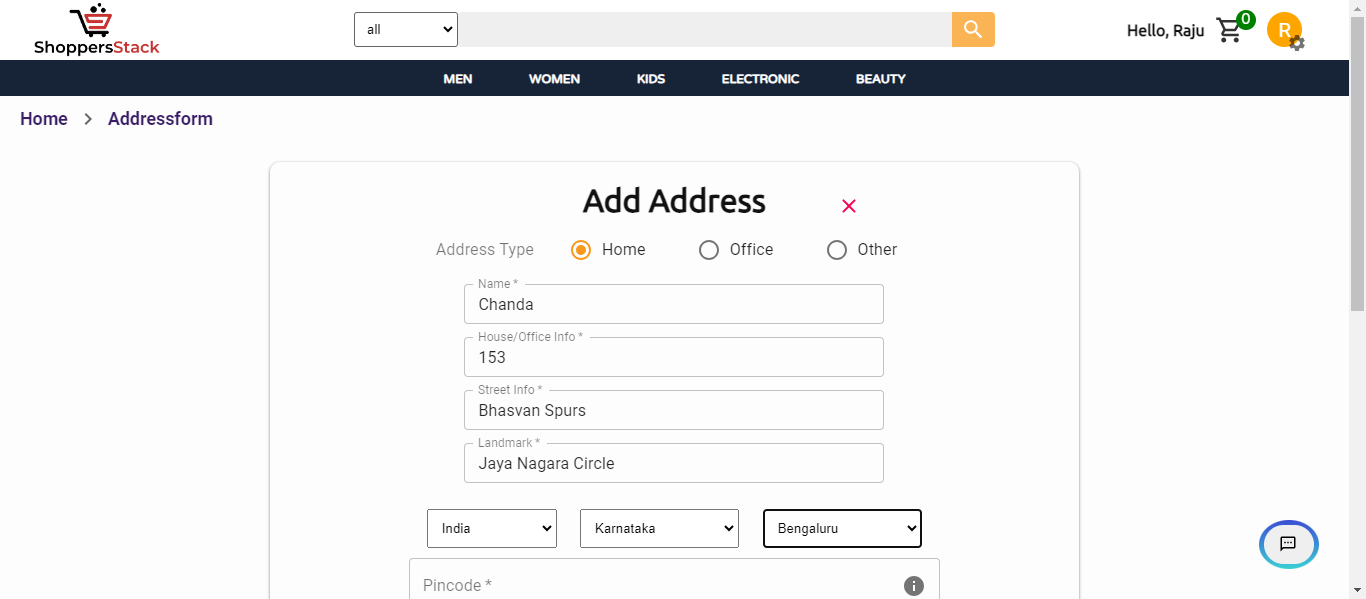 ShoppersStack
all
Hello, Raju
0
R
MEN WOMEN KIDS ELECTRONIC BEAUTY
Home > Addressform
Add Address
Address Type Home Office Other
Name *
Chanda
House/Office Info *
153
Street Info *
Bhasvan Spurs
Landmark *
Jaya Nagara Circle
India Karnataka Bengaluru
Pincode *